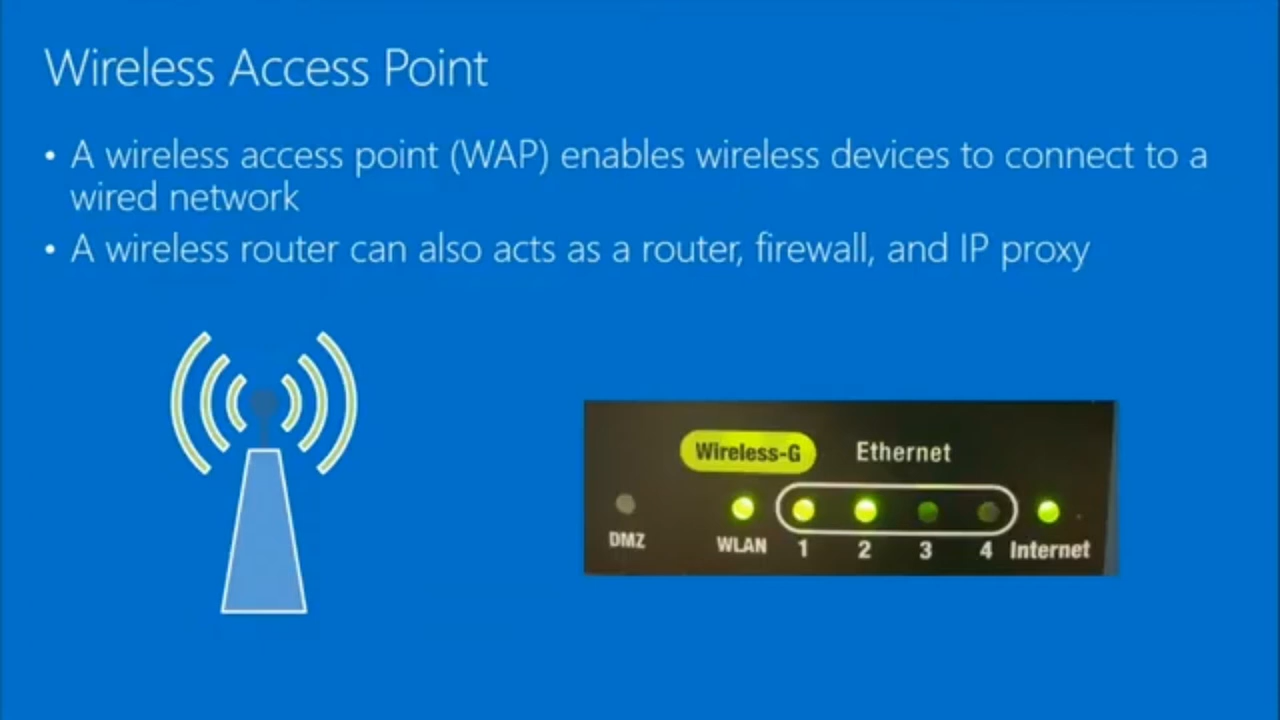 Wireless Access Point
• A wireless access point (WAP) enables wireless devices to connect to a
wired network
• A wireless router can also acts as a router, firewall, and IP proxy
Wireless-G
Ethernet
DMZ
WLAN
1
2
3
4
Internet